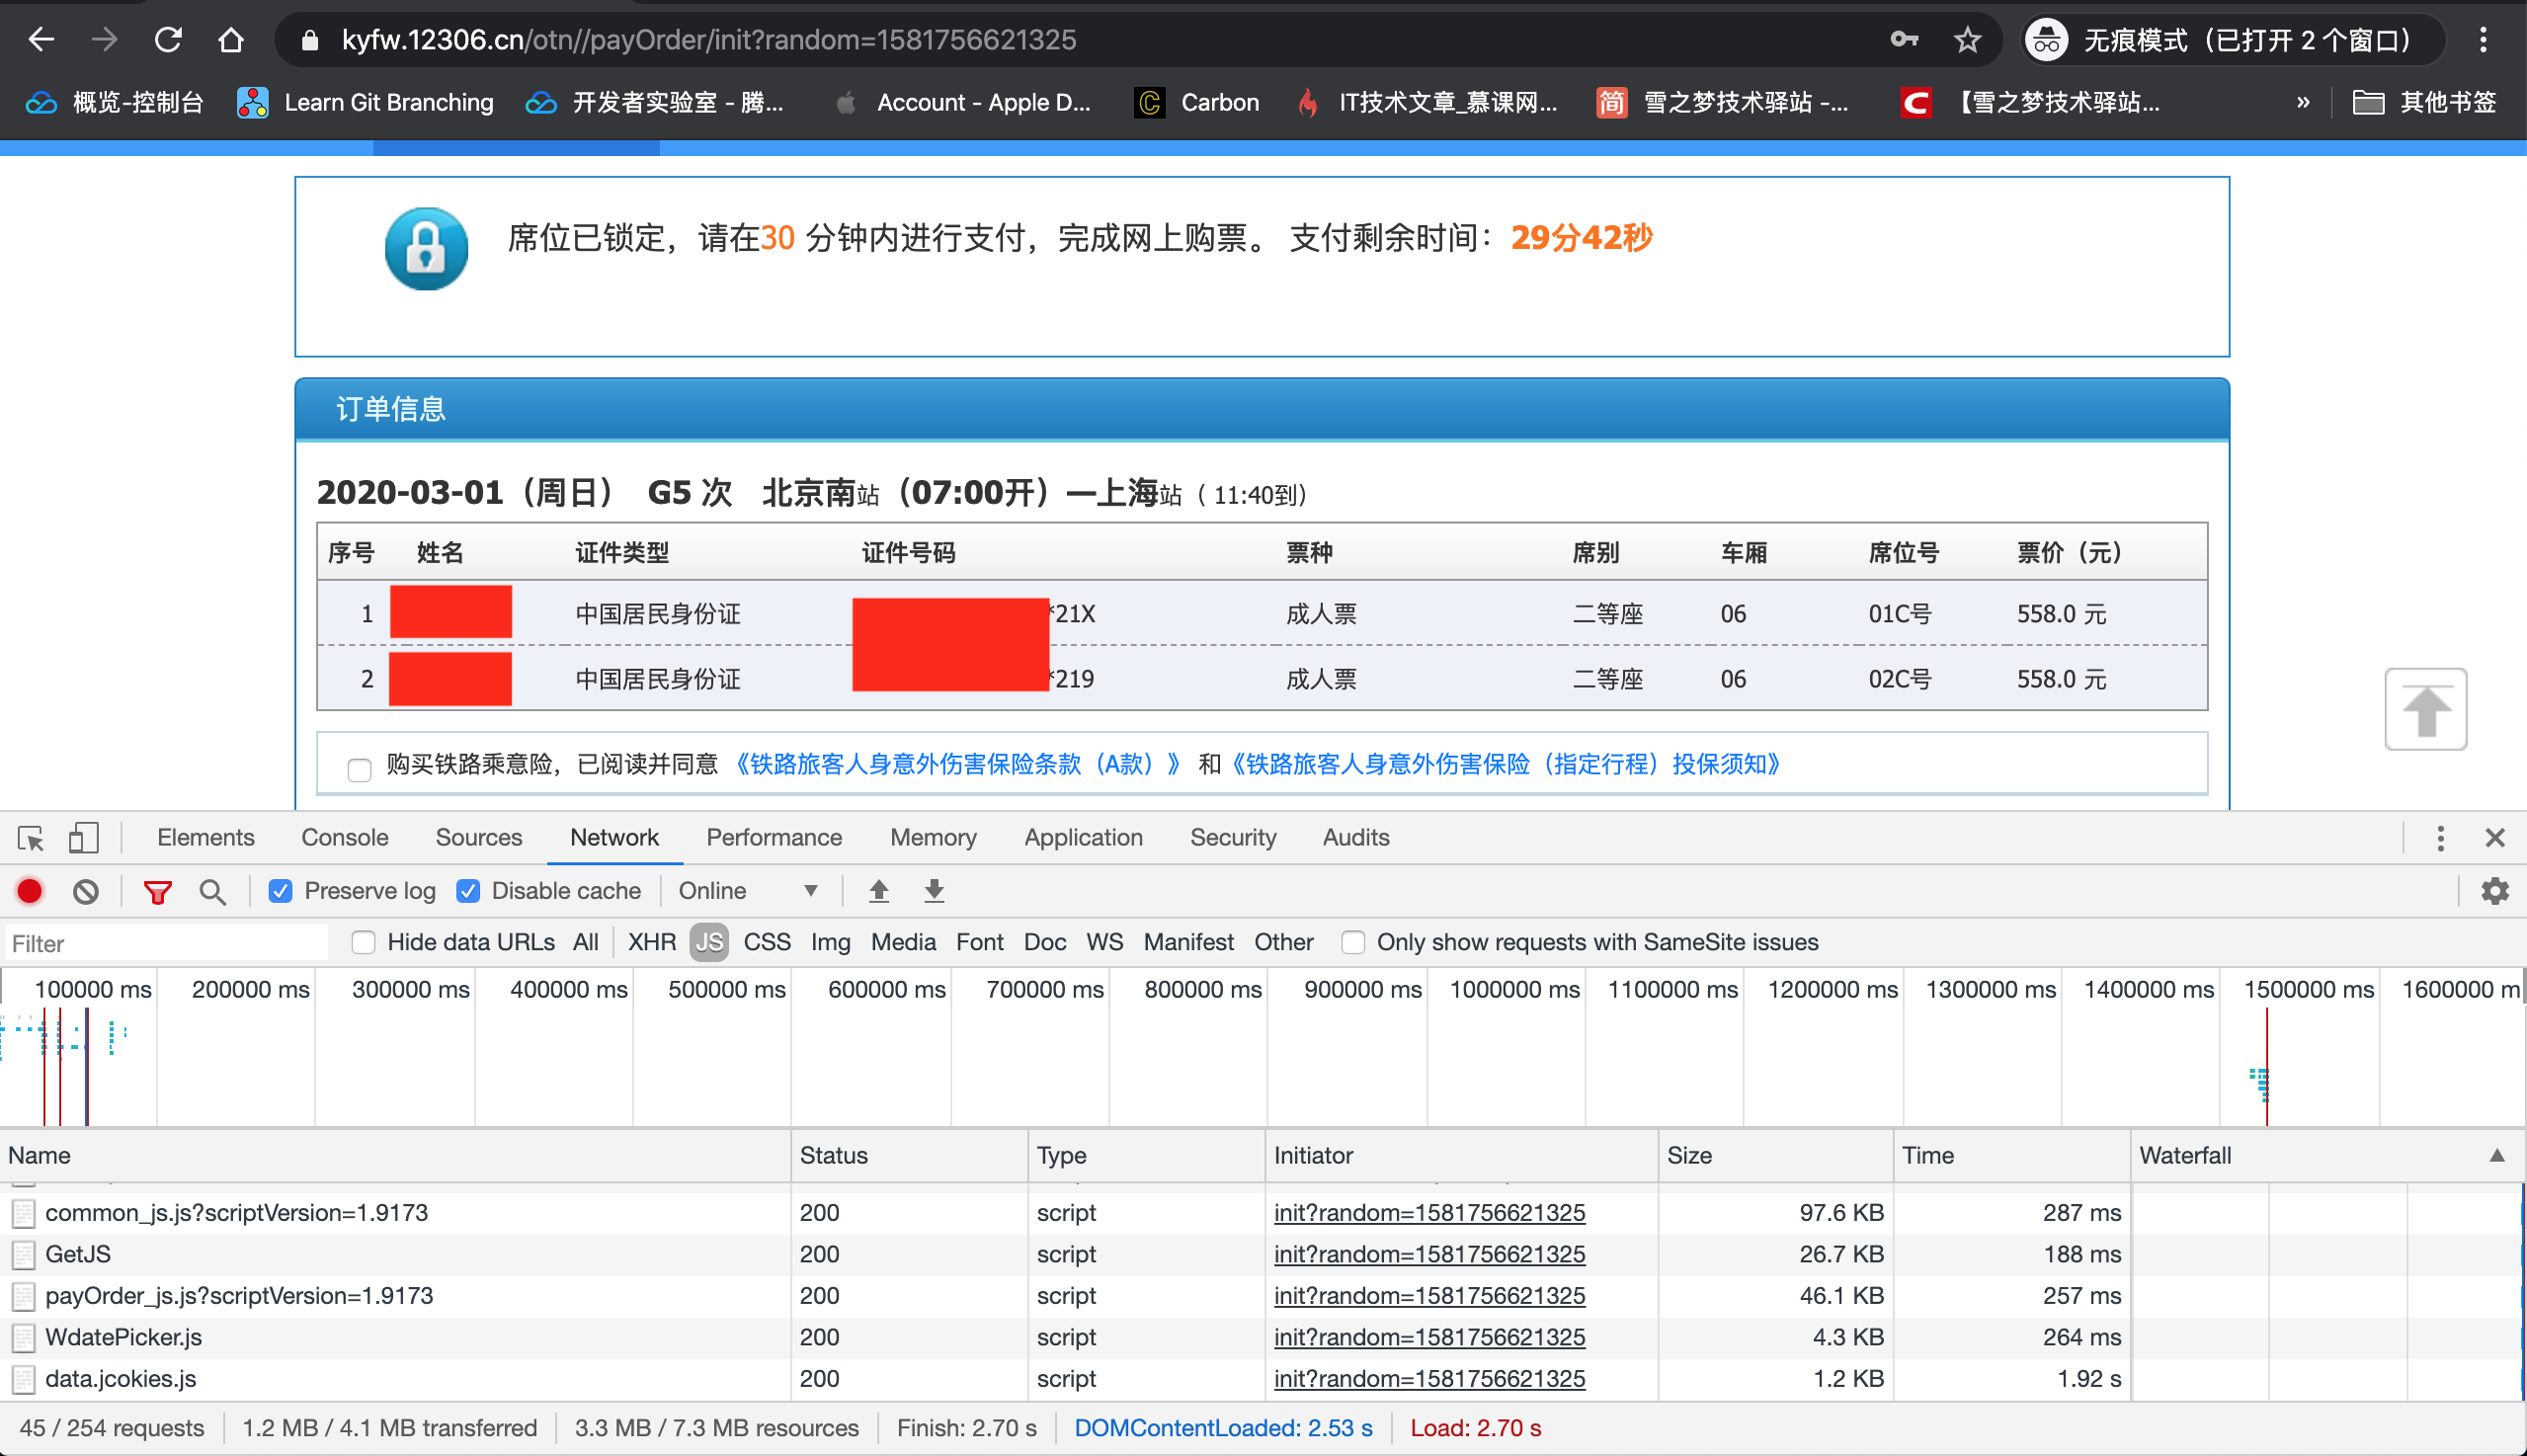 kyfw.12306.cn/otn//payOrder/init?random=1581756621325 无痕模式（已打开 2 个窗口）
概览-控制台 Learn Git Branching 开发者实验室 - 腾... Account - Apple D... Carbon IT技术文章_慕课网... 简 雪之梦技术驿站 -... 【雪之梦技术驿站... » 其他书签
席位已锁定，请在30 分钟内进行支付，完成网上购票。 支付剩余时间：29分42秒
订单信息
2020-03-01（周日） G5 次 北京南站（07:00开）—上海站（ 11:40到）
序号 姓名 证件类型 证件号码 票种 席别 车厢 席位号 票价（元）
1 中国居民身份证 *21X 成人票 二等座 06 01C号 558.0 元
2 中国居民身份证 *219 成人票 二等座 06 02C号 558.0 元
购买铁路乘意险，已阅读并同意 《铁路旅客人身意外伤害保险条款（A款）》 和《铁路旅客人身意外伤害保险（指定行程）投保须知》
Elements Console Sources Network Performance Memory Application Security Audits
Preserve log Disable cache Online
Filter Hide data URLs All XHR JS CSS Img Media Font Doc WS Manifest Other Only show requests with SameSite issues
100000 ms 200000 ms 300000 ms 400000 ms 500000 ms 600000 ms 700000 ms 800000 ms 900000 ms 1000000 ms 1100000 ms 1200000 ms 1300000 ms 1400000 ms 1500000 ms 1600000 m
Name Status Type Initiator Size Time Waterfall
common_js.js?scriptVersion=1.9173 200 script init?random=1581756621325 97.6 KB 287 ms
GetJS 200 script init?random=1581756621325 26.7 KB 188 ms
payOrder_js.js?scriptVersion=1.9173 200 script init?random=1581756621325 46.1 KB 257 ms
WdatePicker.js 200 script init?random=1581756621325 4.3 KB 264 ms
data.jcokies.js 200 script init?random=1581756621325 1.2 KB 1.92 s
45 / 254 requests 1.2 MB / 4.1 MB transferred 3.3 MB / 7.3 MB resources Finish: 2.70 s DOMContentLoaded: 2.53 s Load: 2.70 s